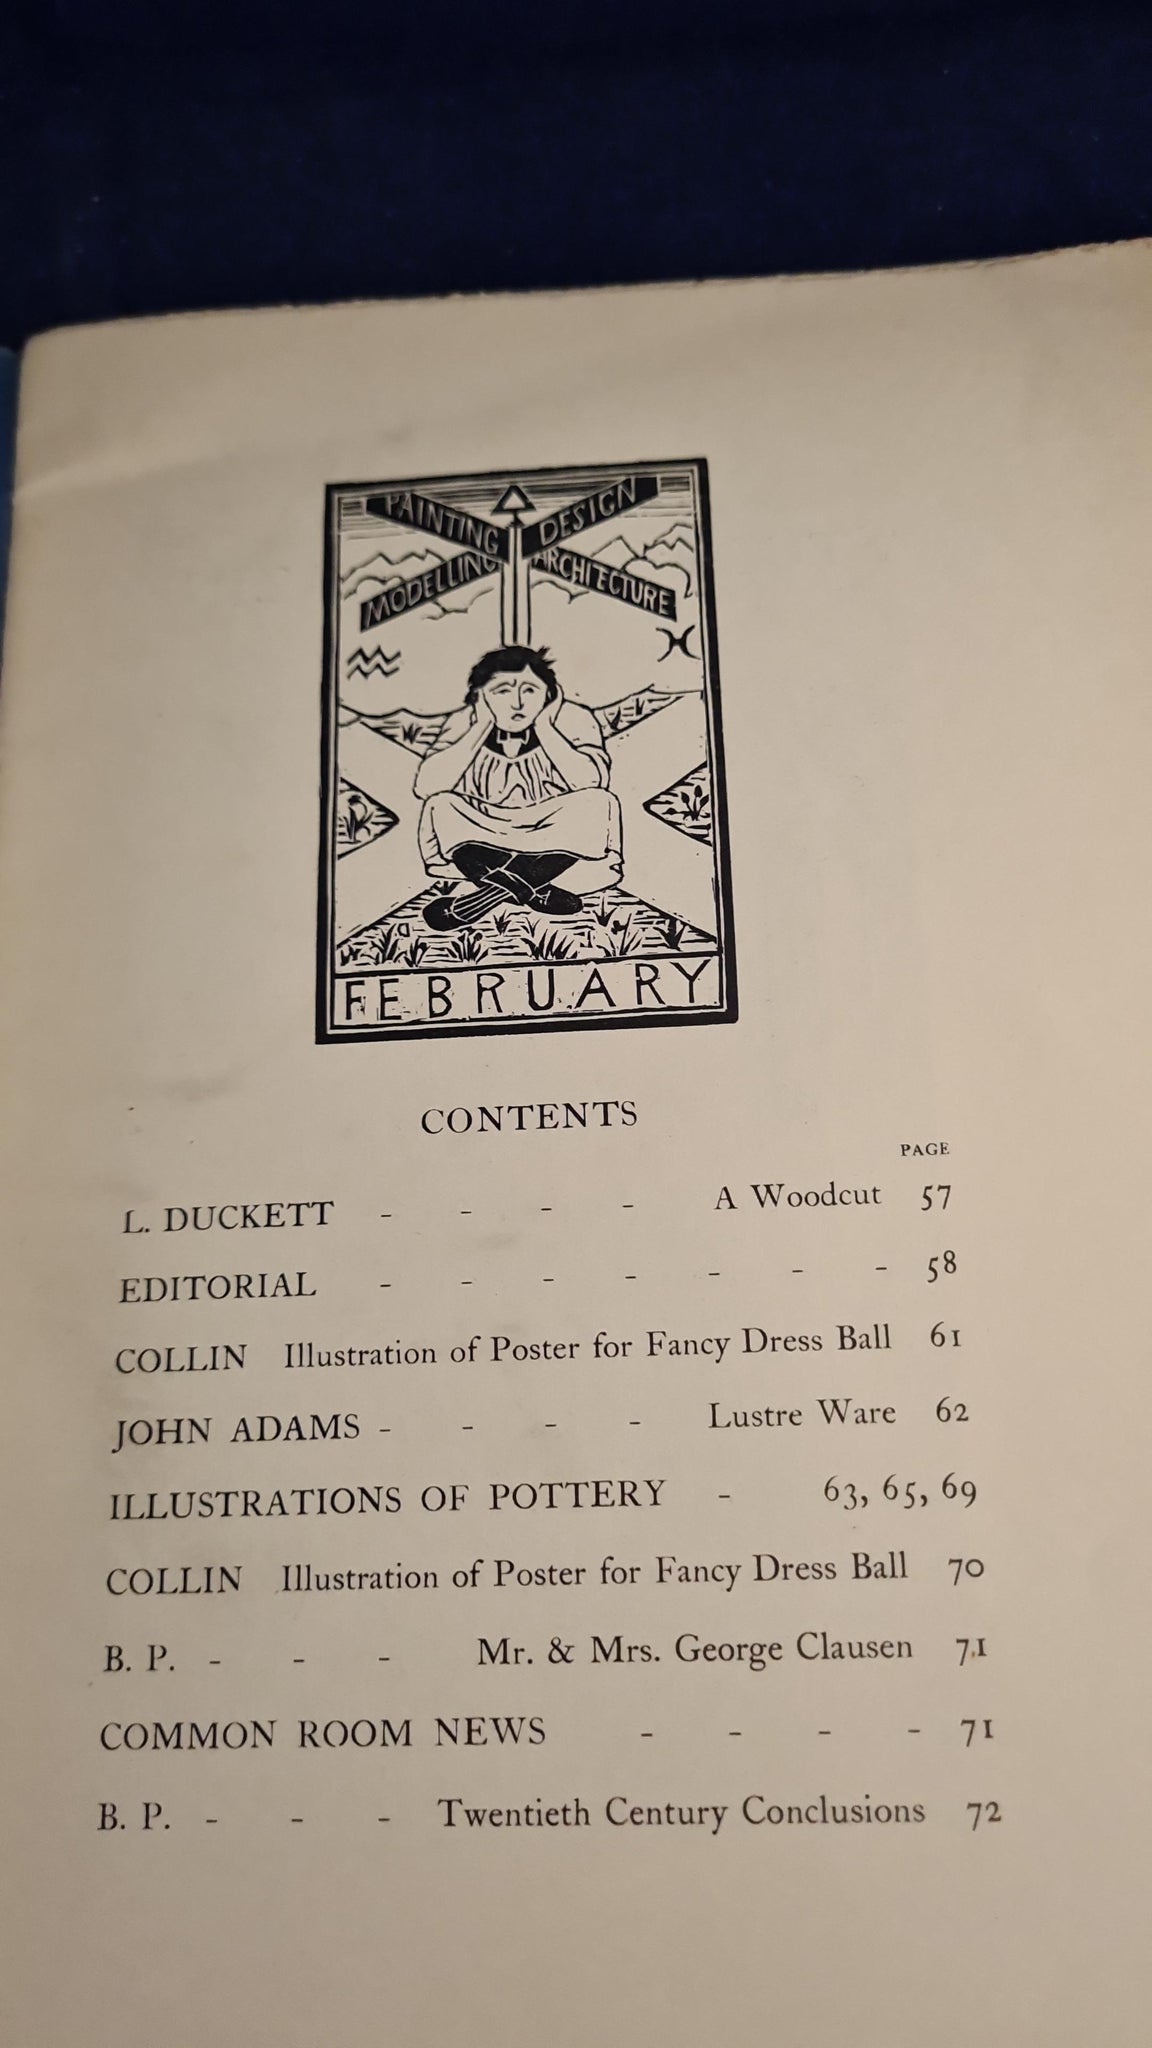 PAINTING DESIGN
MODELLING ARCHITECTURE
FEBRUARY
CONTENTS
PAGE
L. DUCKETT - - - - A Woodcut 57
EDITORIAL - - - - - - - 58
COLLIN Illustration of Poster for Fancy Dress Ball 61
JOHN ADAMS - - - - Lustre Ware 62
ILLUSTRATIONS OF POTTERY - 63, 65, 69
COLLIN Illustration of Poster for Fancy Dress Ball 70
B. P. - - - Mr. & Mrs. George Clausen 71
COMMON ROOM NEWS - - - - 71
B. P. - - - Twentieth Century Conclusions 72